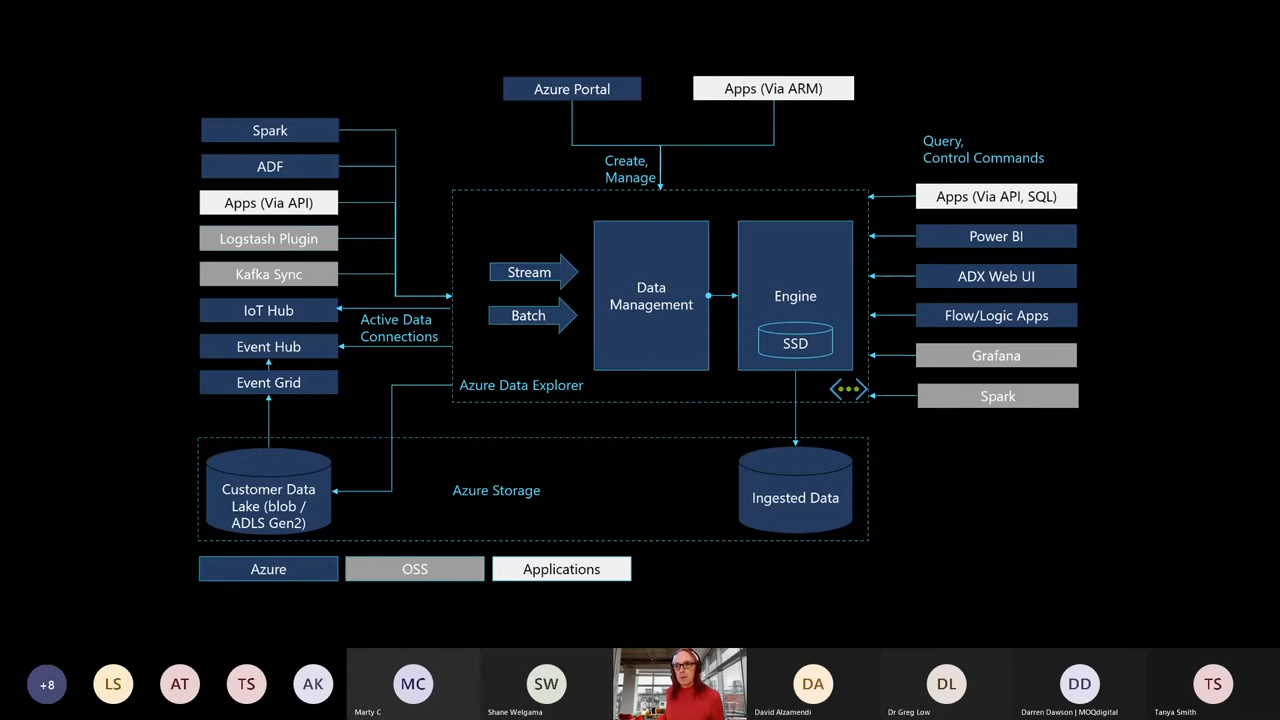 Azure Portal
Apps (Via ARM)
Create,
Manage
Spark
ADF
Apps (Via API)
Logstash Plugin
Kafka Sync
IoT Hub
Event Hub
Event Grid
Active Data
Connections
Stream
Batch
Data
Management
Engine
SSD
Azure Data Explorer
Query,
Control Commands
Apps (Via API, SQL)
Power BI
ADX Web UI
Flow/Logic Apps
Grafana
Spark
Customer Data
Lake (blob /
ADLS Gen2)
Azure Storage
Ingested Data
Azure
OSS
Applications
+8
LS
AT
TS
AK
MC
Marty C
SW
Shane Welgama
DA
David Alzamendi
DL
Dr Greg Low
DD
Darren Dawson | MOQdigital
TS
Tanya Smith